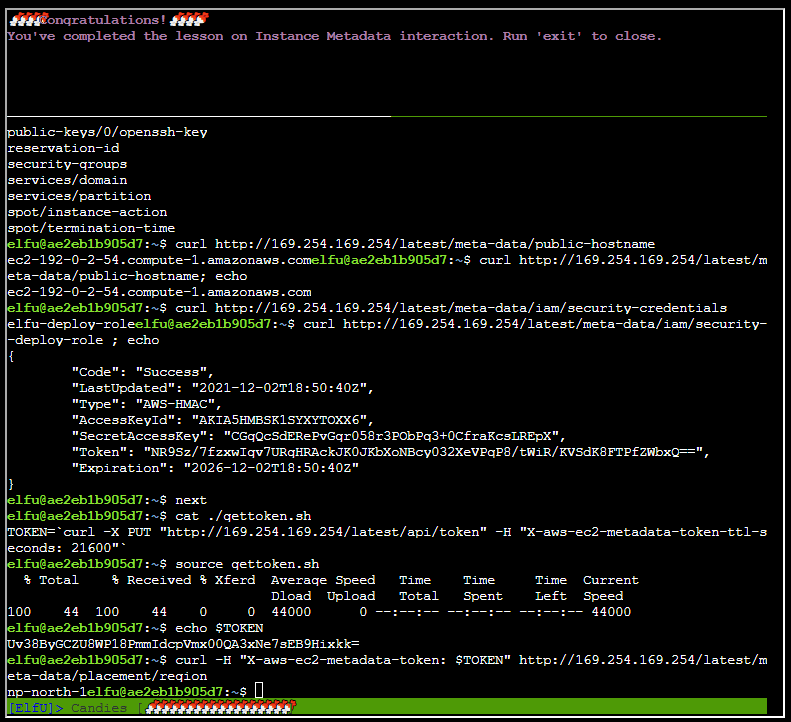 Congratulations!
You've completed the lesson on Instance Metadata interaction. Run 'exit' to close.
public-keys/0/openssh-key
reservation-id
security-groups
services/domain
services/partition
spot/instance-action
spot/termination-time
elfu@ae2eb1b905d7:~$ curl http://169.254.169.254/latest/meta-data/public-hostname
ec2-192-0-2-54.compute-1.amazonaws.comelfu@ae2eb1b905d7:~$ curl http://169.254.169.254/latest/m
eta-data/public-hostname; echo
ec2-192-0-2-54.compute-1.amazonaws.com
elfu@ae2eb1b905d7:~$ curl http://169.254.169.254/latest/meta-data/iam/security-credentials
elfu-deploy-roleelfu@ae2eb1b905d7:~$ curl http://169.254.169.254/latest/meta-data/iam/security-
-deploy-role ; echo
{
        "Code": "Success",
        "LastUpdated": "2021-12-02T18:50:40Z",
        "Type": "AWS-HMAC",
        "AccessKeyId": "AKIA5HMBSK1SYXYTOXX6",
        "SecretAccessKey": "CGgQcSdERePvGgr058r3PObPq3+0CfraKcsLREpX",
        "Token": "NR9Sz/7fzxwIgv7URgHRAckJK0JKbXoNBcy032XeVPqP8/tWiR/KVSdK8FTPfZWbxQ==",
        "Expiration": "2026-12-02T18:50:40Z"
}
elfu@ae2eb1b905d7:~$ next
elfu@ae2eb1b905d7:~$ cat ./gettoken.sh
TOKEN=`curl -X PUT "http://169.254.169.254/latest/api/token" -H "X-aws-ec2-metadata-token-ttl-s
econds: 21600"`
elfu@ae2eb1b905d7:~$ source gettoken.sh
  % Total    % Received % Xferd  Average Speed   Time    Time     Time  Current
                                 Dload  Upload   Total   Spent    Left  Speed
100    44  100    44    0     0  44000      0 --:--:-- --:--:-- --:--:-- 44000
elfu@ae2eb1b905d7:~$ echo $TOKEN
Uv38ByGCZU8WP18PmmIdcpVmx00QA3xNe7sEB9Hixkk=
elfu@ae2eb1b905d7:~$ curl -H "X-aws-ec2-metadata-token: $TOKEN" http://169.254.169.254/latest/m
eta-data/placement/region
np-north-1elfu@ae2eb1b905d7:~$
[ElfU]> Candies [